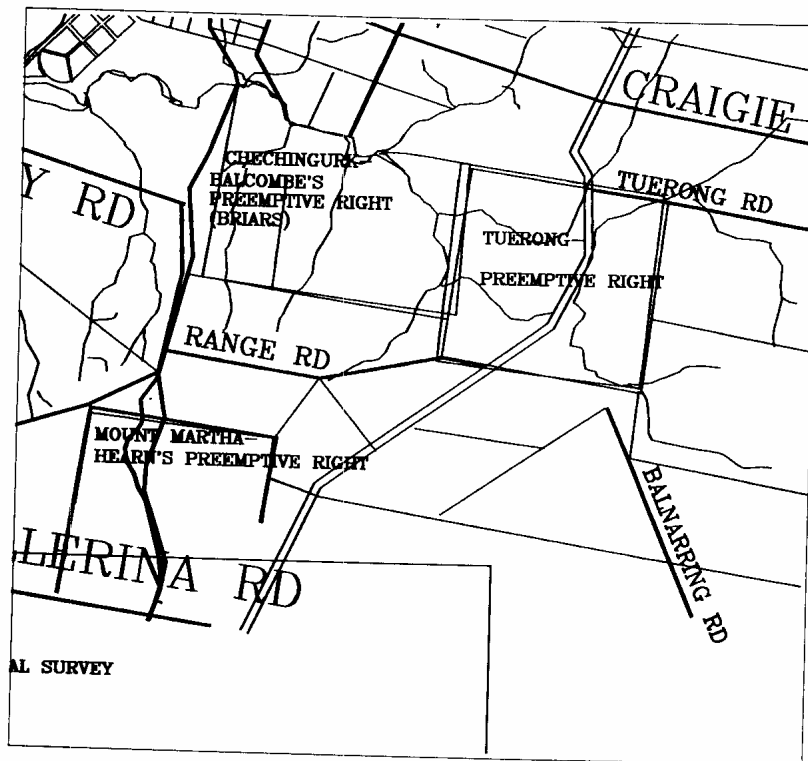 CRAIGIE
CHECHINGURK-
BALCOMBE'S
PREEMPTIVE RIGHT
(BRIARS)
Y RD
TUERONG RD
TUERONG-
PREEMPTIVE RIGHT
RANGE RD
MOUNT MARTHA-
HEARN'S PREEMPTIVE RIGHT
BALNARRING RD
LLERINA RD
AL SURVEY